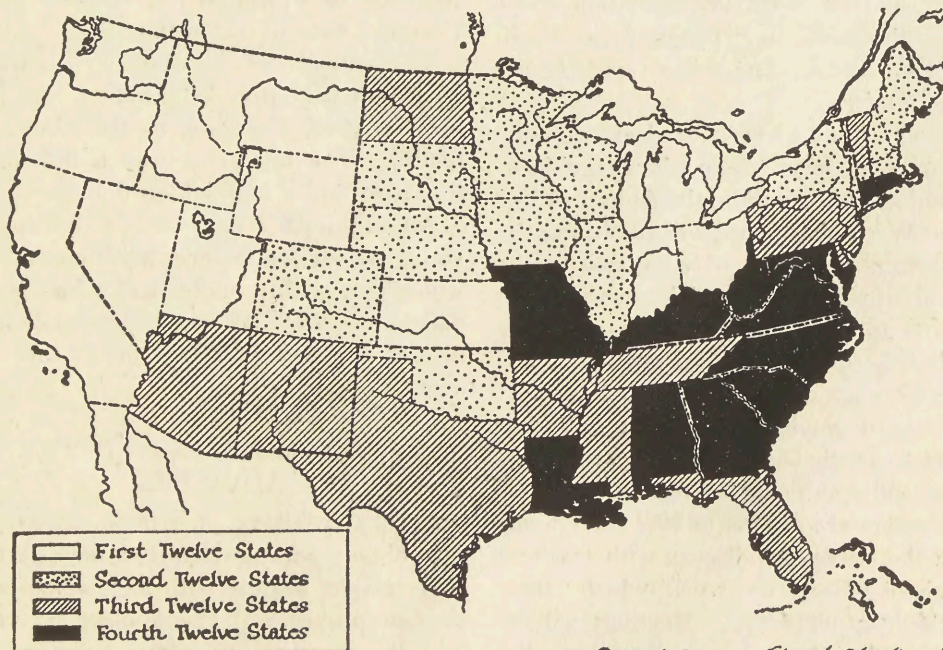 First Twelve States
Second Twelve States
Third Twelve States
Fourth Twelve States